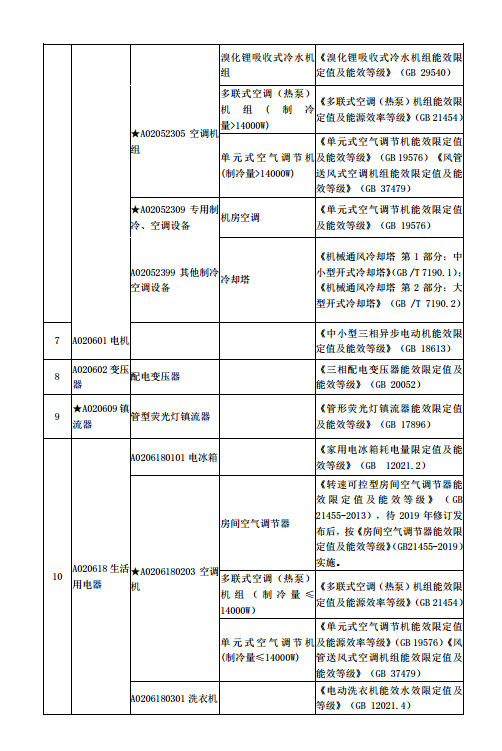 溴化锂吸收式冷水机
组
《溴化锂吸收式冷水机组能效限
定值及能效等级》（GB 29540）
★A02052305 空调机
组
多联式空调（热泵）
机组(制冷
量>14000W)
《多联式空调（热泵）机组能效限
定值及能源效率等级》（GB 21454）
单元式空气调节机
(制冷量>14000W)
《单元式空气调节机能效限定值
及能效等级》（GB 19576）《风管
送风式空调机组能效限定值及能
效等级》（GB 37479）
★A02052309 专用制
冷、空调设备
机房空调
《单元式空气调节机能效限定值
及能效等级》（GB 19576）
A02052399 其他制冷
空调设备
冷却塔
《机械通风冷却塔 第 1 部分：中
小型开式冷却塔》（GB /T 7190.1）；
《机械通风冷却塔 第 2 部分：大
型开式冷却塔》（GB /T 7190.2）
7
A020601 电机
《中小型三相异步电动机能效限
定值及能效等级》（GB 18613）
8
A020602 变压
器
配电变压器
《三相配电变压器能效限定值及
能效等级》（GB 20052）
9
★A020609 镇
流器
管型荧光灯镇流器
《管形荧光灯镇流器能效限定值
及能效等级》（GB 17896）
10
A020618 生活
用电器
A0206180101 电冰箱
《家用电冰箱耗电量限定值及能
效等级》（GB 12021.2）
★A0206180203 空调
机
房间空气调节器
《转速可控型房间空气调节器能
效限定值及能效等级》（GB
21455-2013），待 2019 年修订发
布后，按《房间空气调节器能效限
定值及能效等级》（GB21455-2019）
实施。
多联式空调（热泵）
机组（制冷量≤
14000W）
《多联式空调（热泵）机组能效限
定值及能源效率等级》（GB 21454）
单元式空气调节机
(制冷量≤14000W)
《单元式空气调节机能效限定值
及能源效率等级》（GB 19576）《风
管送风式空调机组能效限定值及
能效等级》（GB 37479）
A0206180301 洗衣机
《电动洗衣机能效水效限定值及
等级》（GB 12021.4）